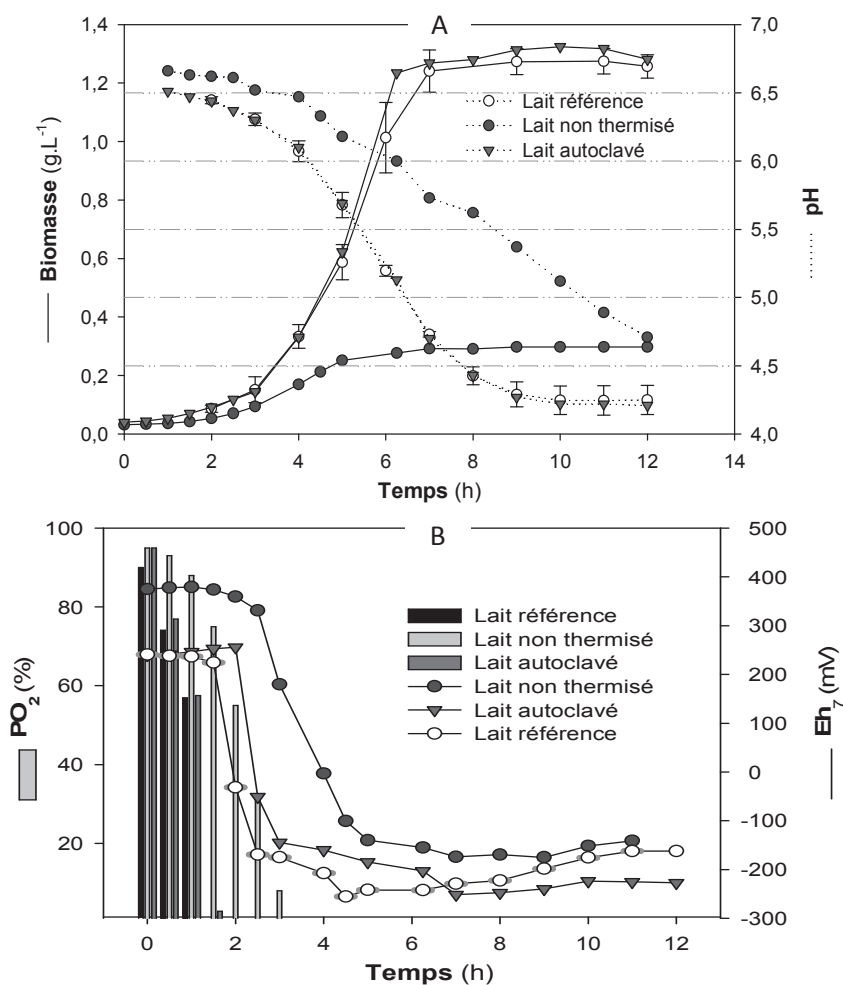 A
1,4
1,2
1,0
0,8
0,6
0,4
0,2
0,0
Biomasse (g.L-1)
7,0
6,5
6,0
5,5
5,0
4,5
4,0
pH
Lait référence
Lait non thermisé
Lait autoclavé
0 2 4 6 8 10 12 14
Temps (h)
B
100
80
60
40
20
PO2 (%)
500
400
300
200
100
0
-100
-200
-300
Eh7 (mV)
Lait référence
Lait non thermisé
Lait autoclavé
Lait non thermisé
Lait autoclavé
Lait référence
0 2 4 6 8 10 12
Temps (h)